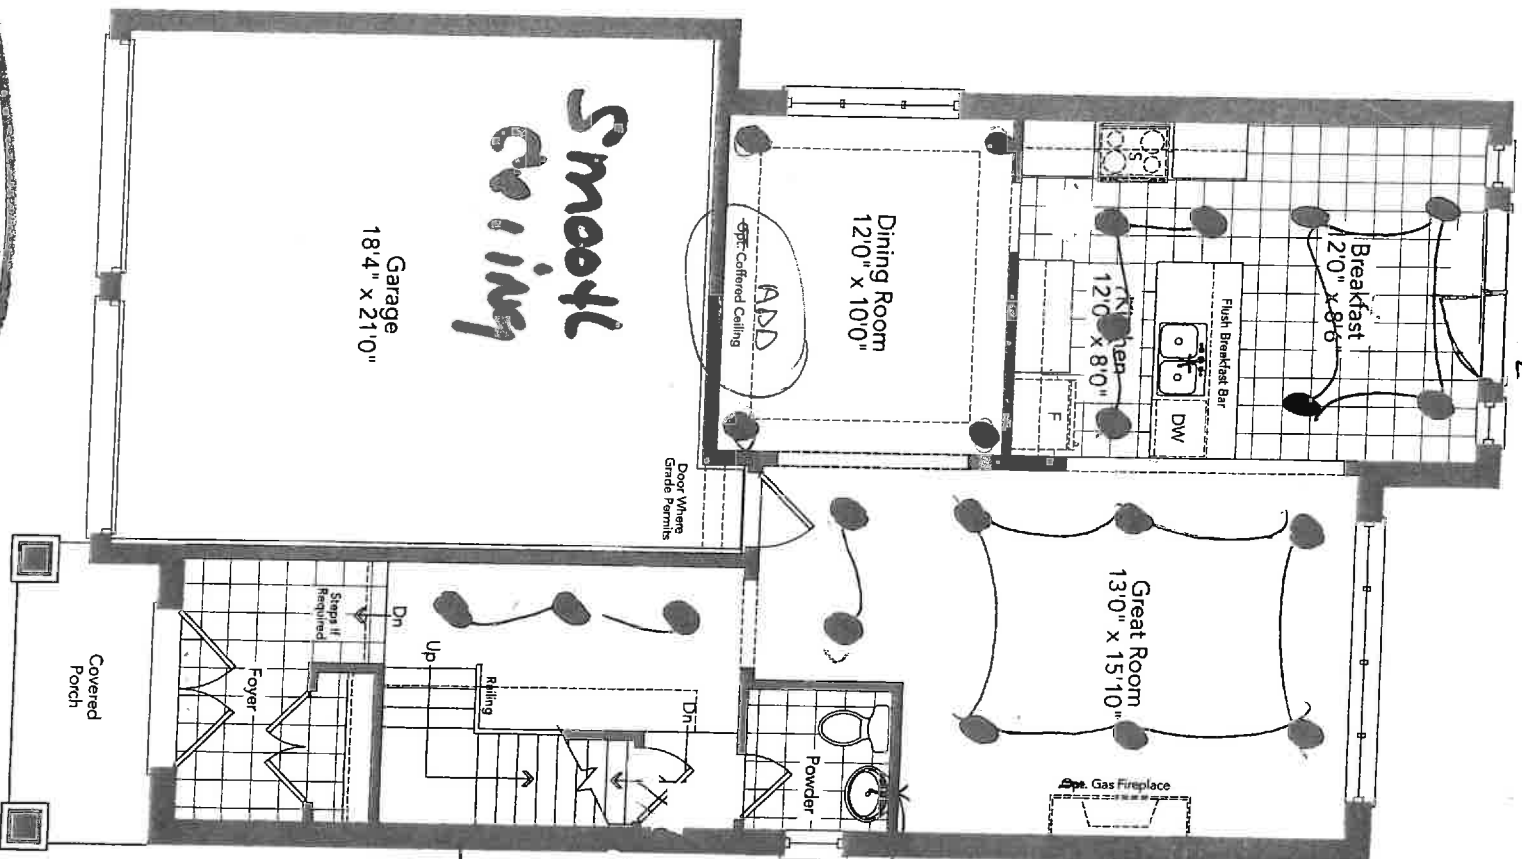 Smooth
Ceiling
Garage
18'4" x 21'0"
ADD
Opt. Coffered Ceiling
Dining Room
12'0" x 10'0"
S
Kitchen
12'0" x 8'0"
F
Flush Breakfast Bar
DW
Breakfast
12'0" x 8'6"
Door Where
Grade Permits
Great Room
13'0" x 15'10"
Opt. Gas Fireplace
Dn
Steps if
Required
Up
Railing
Dn
Foyer
Powder
Covered
Porch